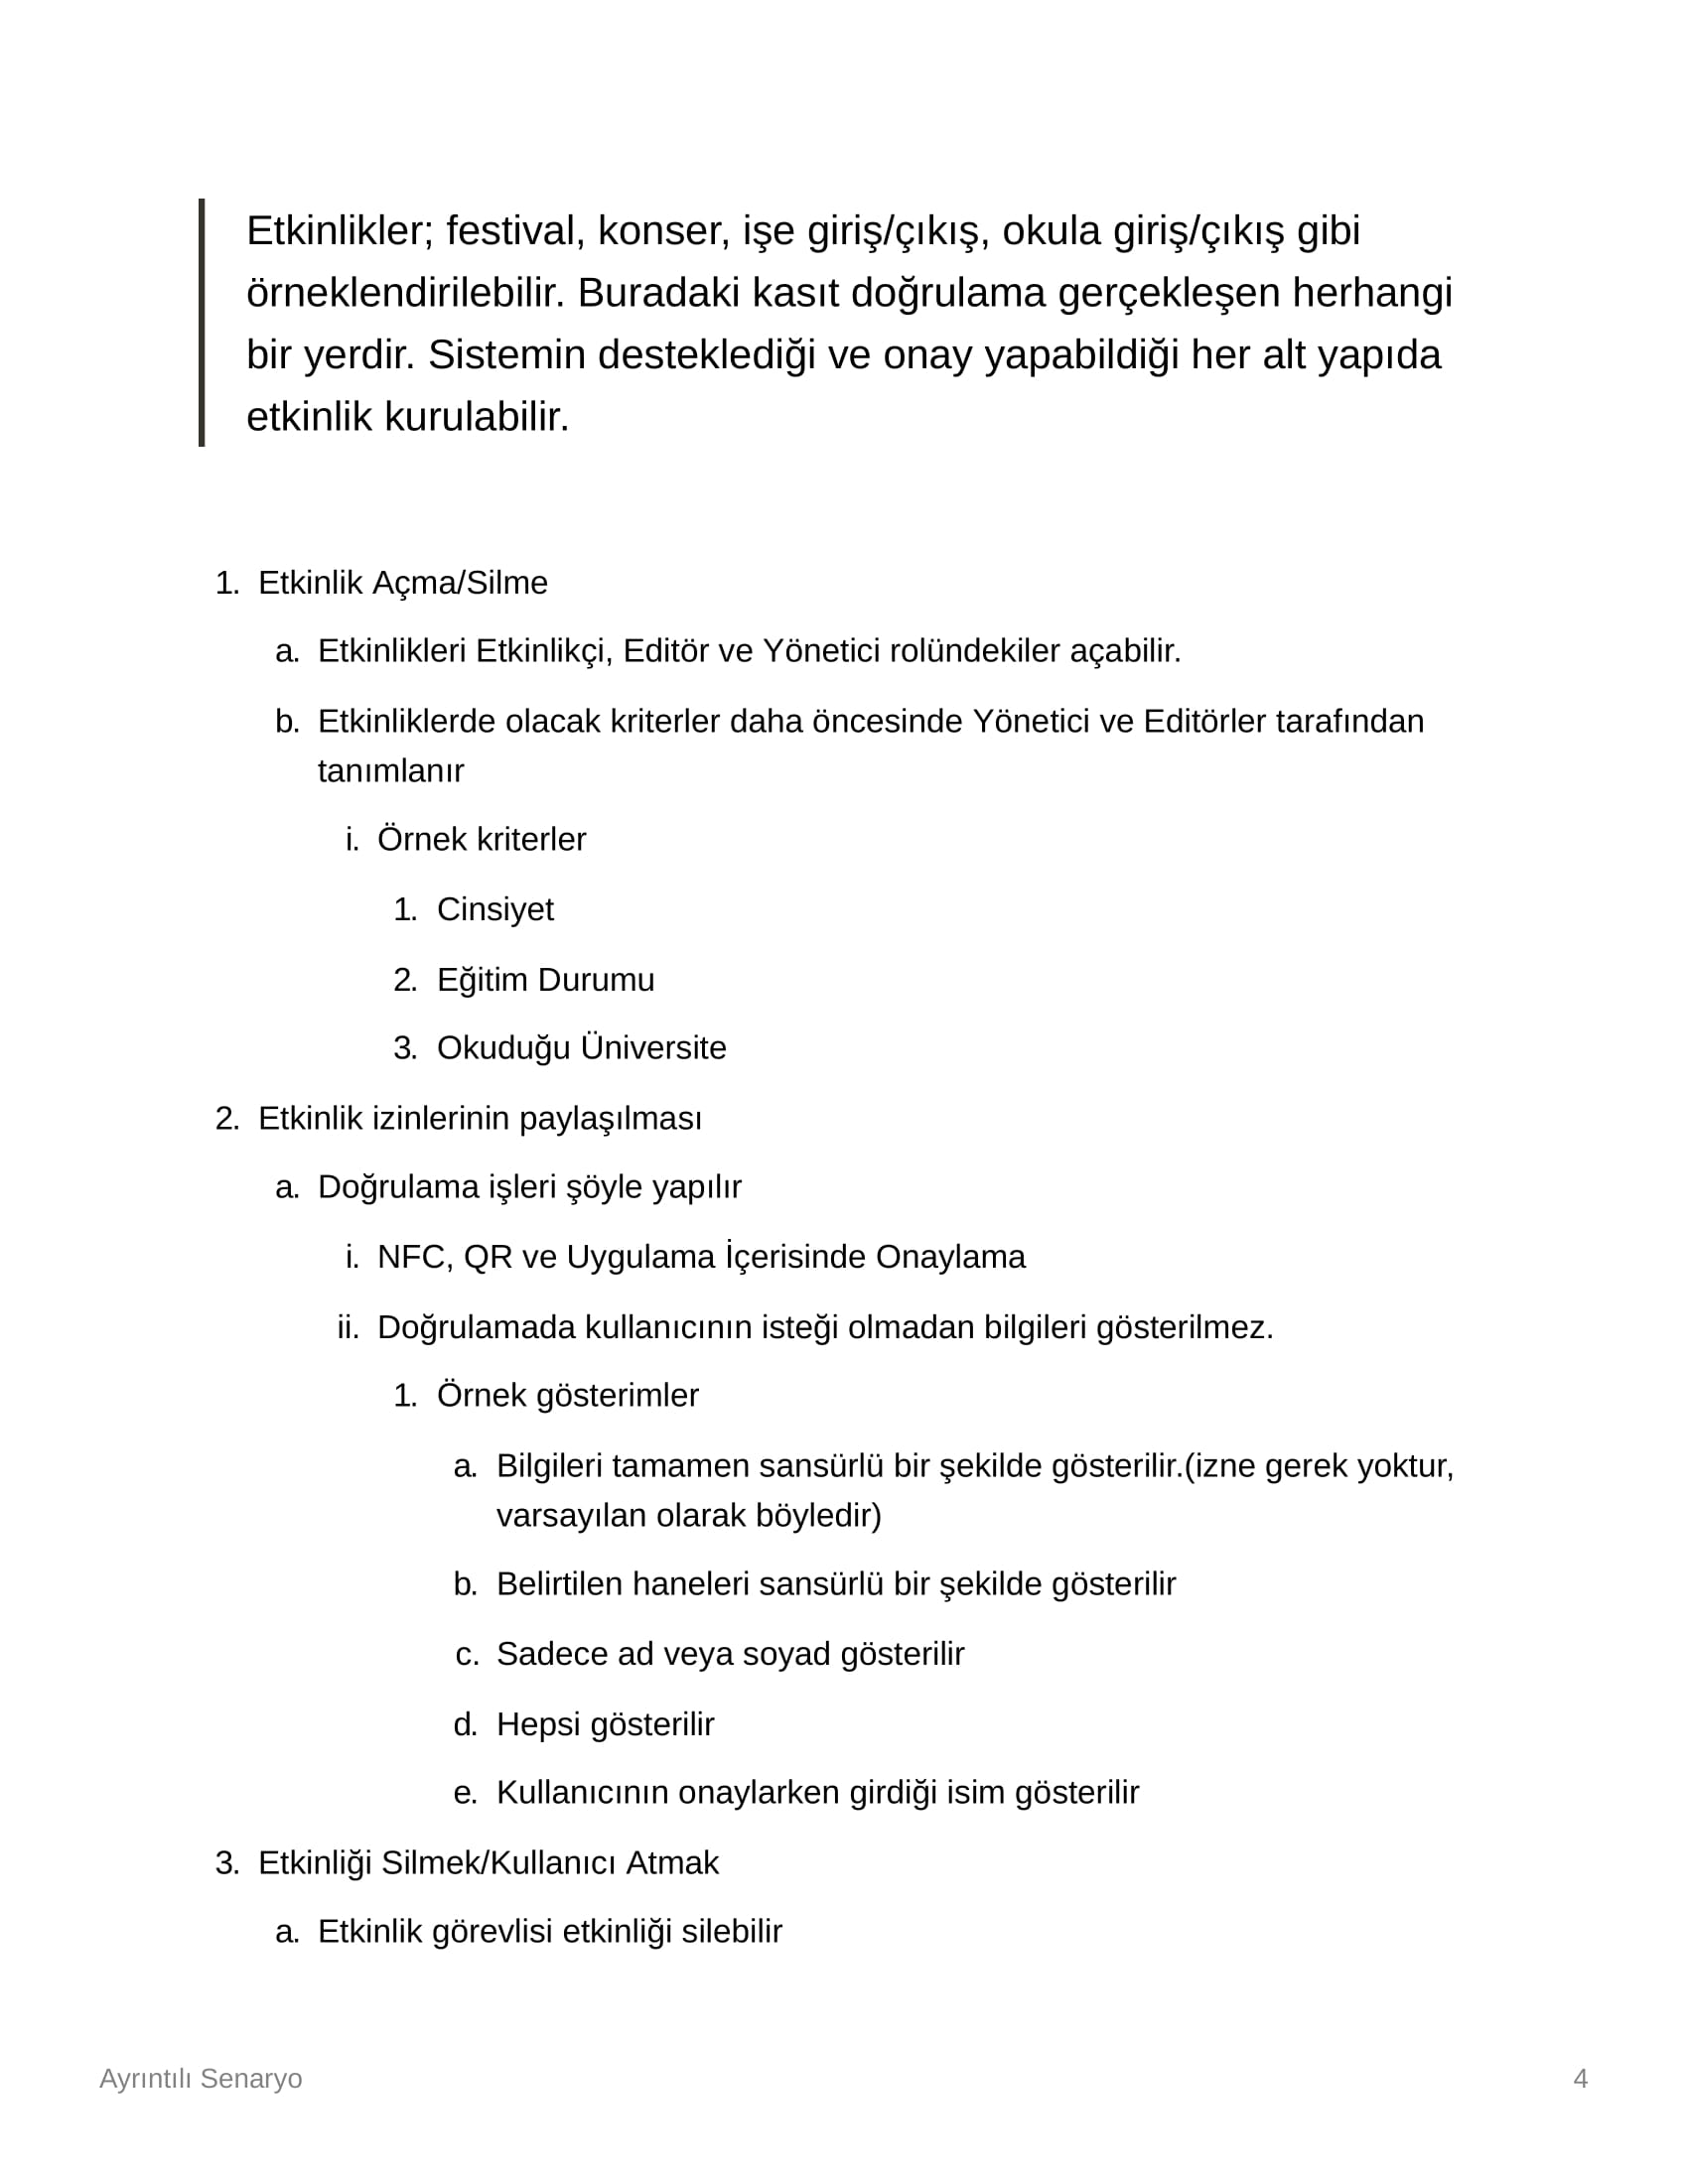 Etkinlikler; festival, konser, işe giriş/çıkış, okula giriş/çıkış gibi
örneklendirilebilir. Buradaki kasıt doğrulama gerçekleşen herhangi
bir yerdir. Sistemin desteklediği ve onay yapabildiği her alt yapıda
etkinlik kurulabilir.
1. Etkinlik Açma/Silme
a. Etkinlikleri Etkinlikçi, Editör ve Yönetici rolündekiler açabilir.
b. Etkinliklerde olacak kriterler daha öncesinde Yönetici ve Editörler tarafından
tanımlanır
i. Örnek kriterler
1. Cinsiyet
2. Eğitim Durumu
3. Okuduğu Üniversite
2. Etkinlik izinlerinin paylaşılması
a. Doğrulama işleri şöyle yapılır
i. NFC, QR ve Uygulama İçerisinde Onaylama
ii. Doğrulamada kullanıcının isteği olmadan bilgileri gösterilmez.
1. Örnek gösterimler
a. Bilgileri tamamen sansürlü bir şekilde gösterilir.(izne gerek yoktur,
varsayılan olarak böyledir)
b. Belirtilen haneleri sansürlü bir şekilde gösterilir
c. Sadece ad veya soyad gösterilir
d. Hepsi gösterilir
e. Kullanıcının onaylarken girdiği isim gösterilir
3. Etkinliği Silmek/Kullanıcı Atmak
a. Etkinlik görevlisi etkinliği silebilir
Ayrıntılı Senaryo 4